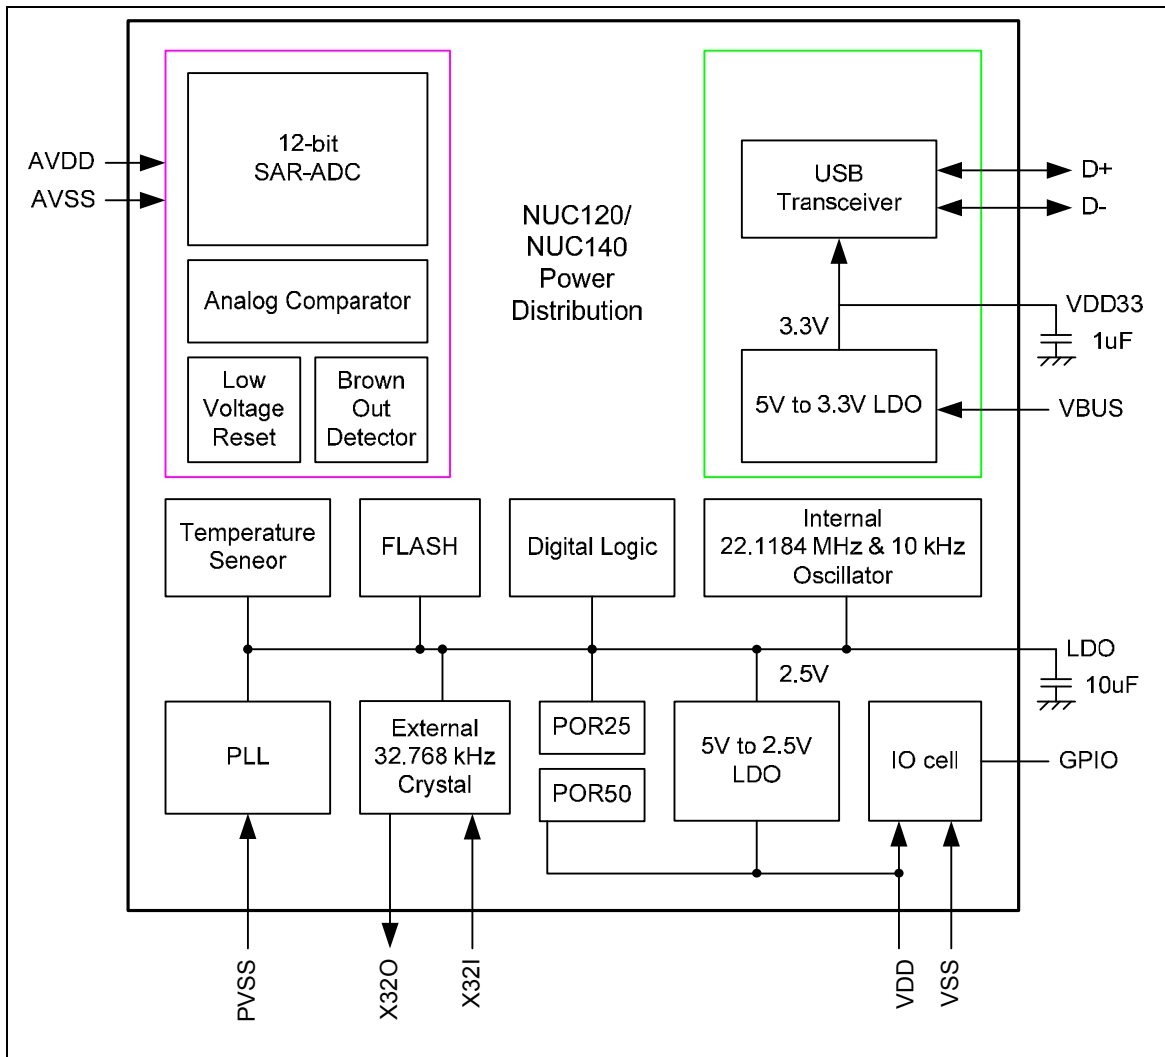 AVDD
AVSS
12-bit
SAR-ADC
Analog Comparator
Low
Voltage
Reset
Brown
Out
Detector
NUC120/
NUC140
Power
Distribution
USB
Transceiver
D+
D-
3.3V
VDD33
1uF
5V to 3.3V LDO
VBUS
Temperature
Seneor
FLASH
Digital Logic
Internal
22.1184 MHz & 10 kHz
Oscillator
LDO
2.5V
10uF
PLL
External
32.768 kHz
Crystal
POR25
POR50
5V to 2.5V
LDO
IO cell
GPIO
PVSS
X32O
X32I
VDD
VSS